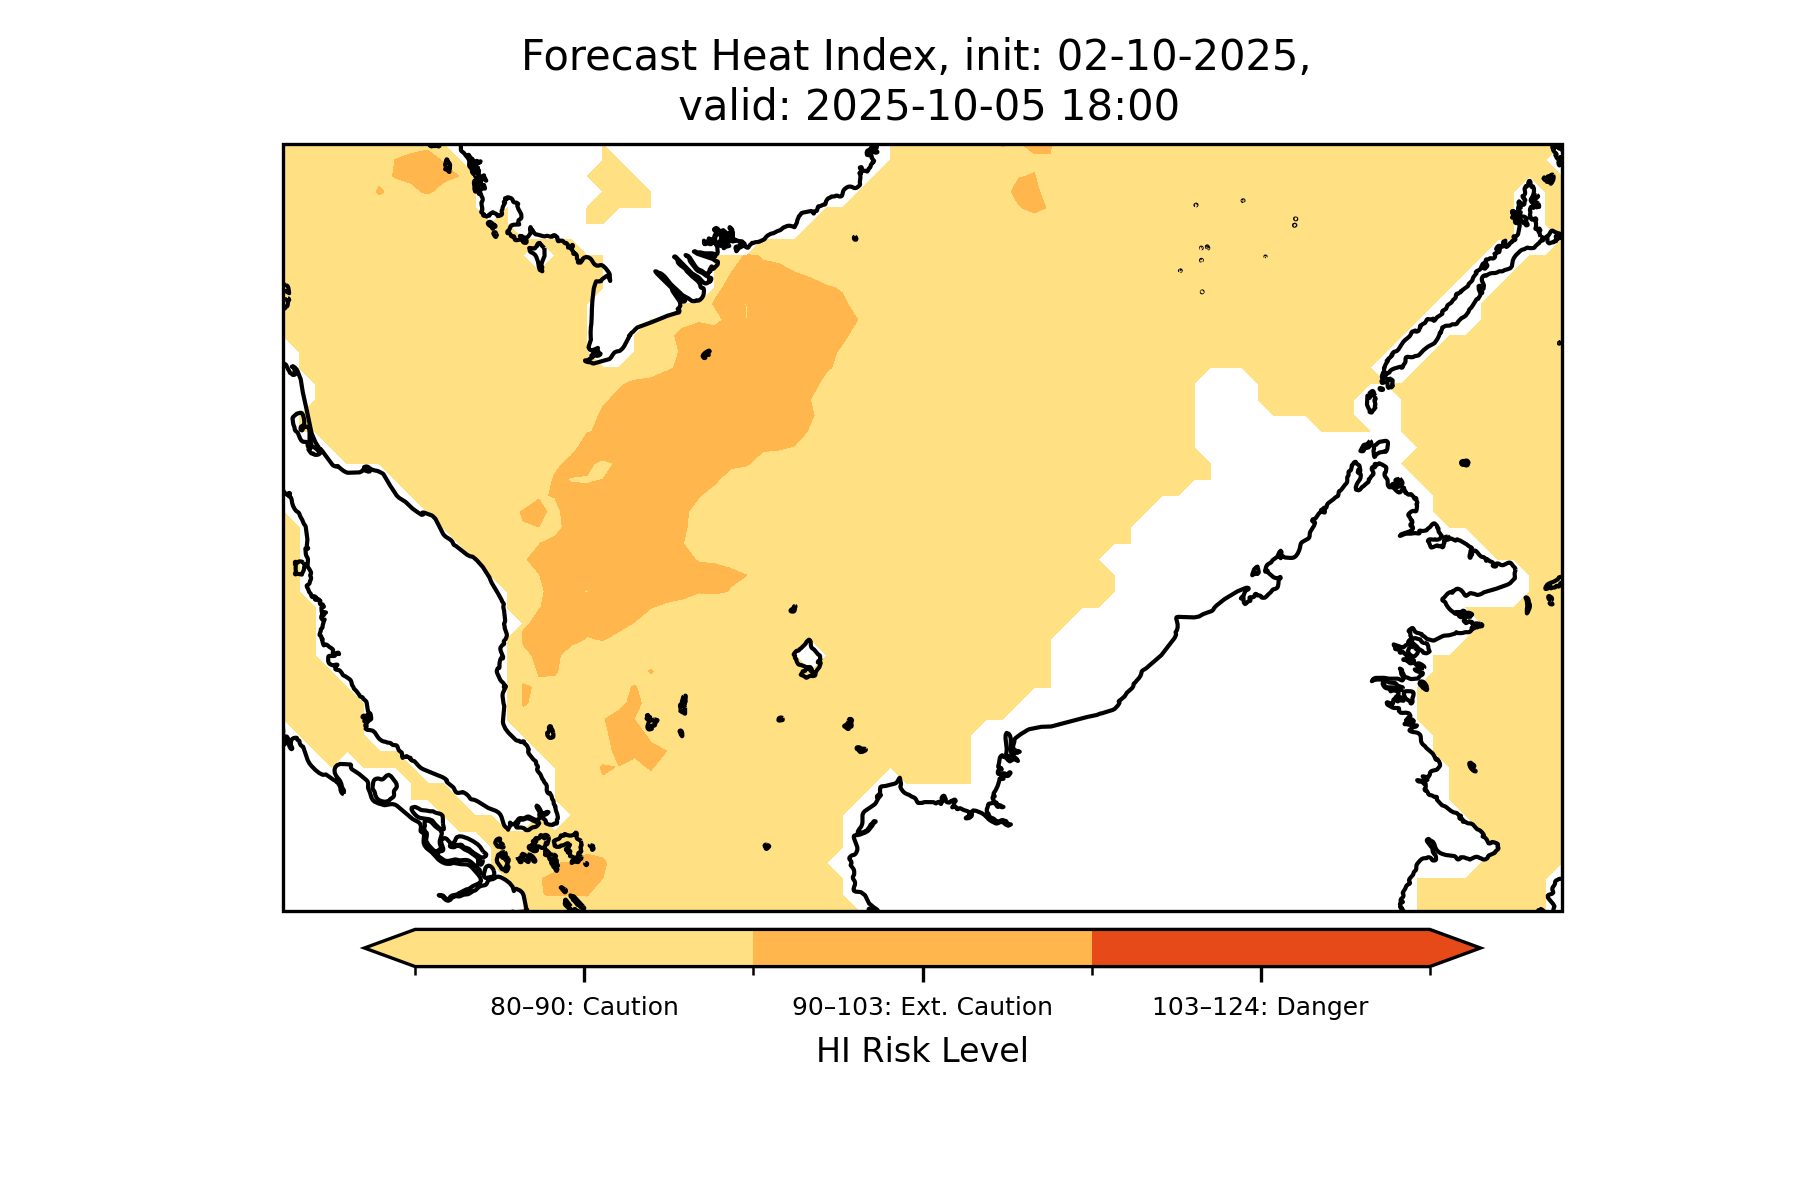 Forecast Heat Index, init: 02-10-2025,
valid: 2025-10-05 18:00
80–90: Caution
90–103: Ext. Caution
103–124: Danger
HI Risk Level